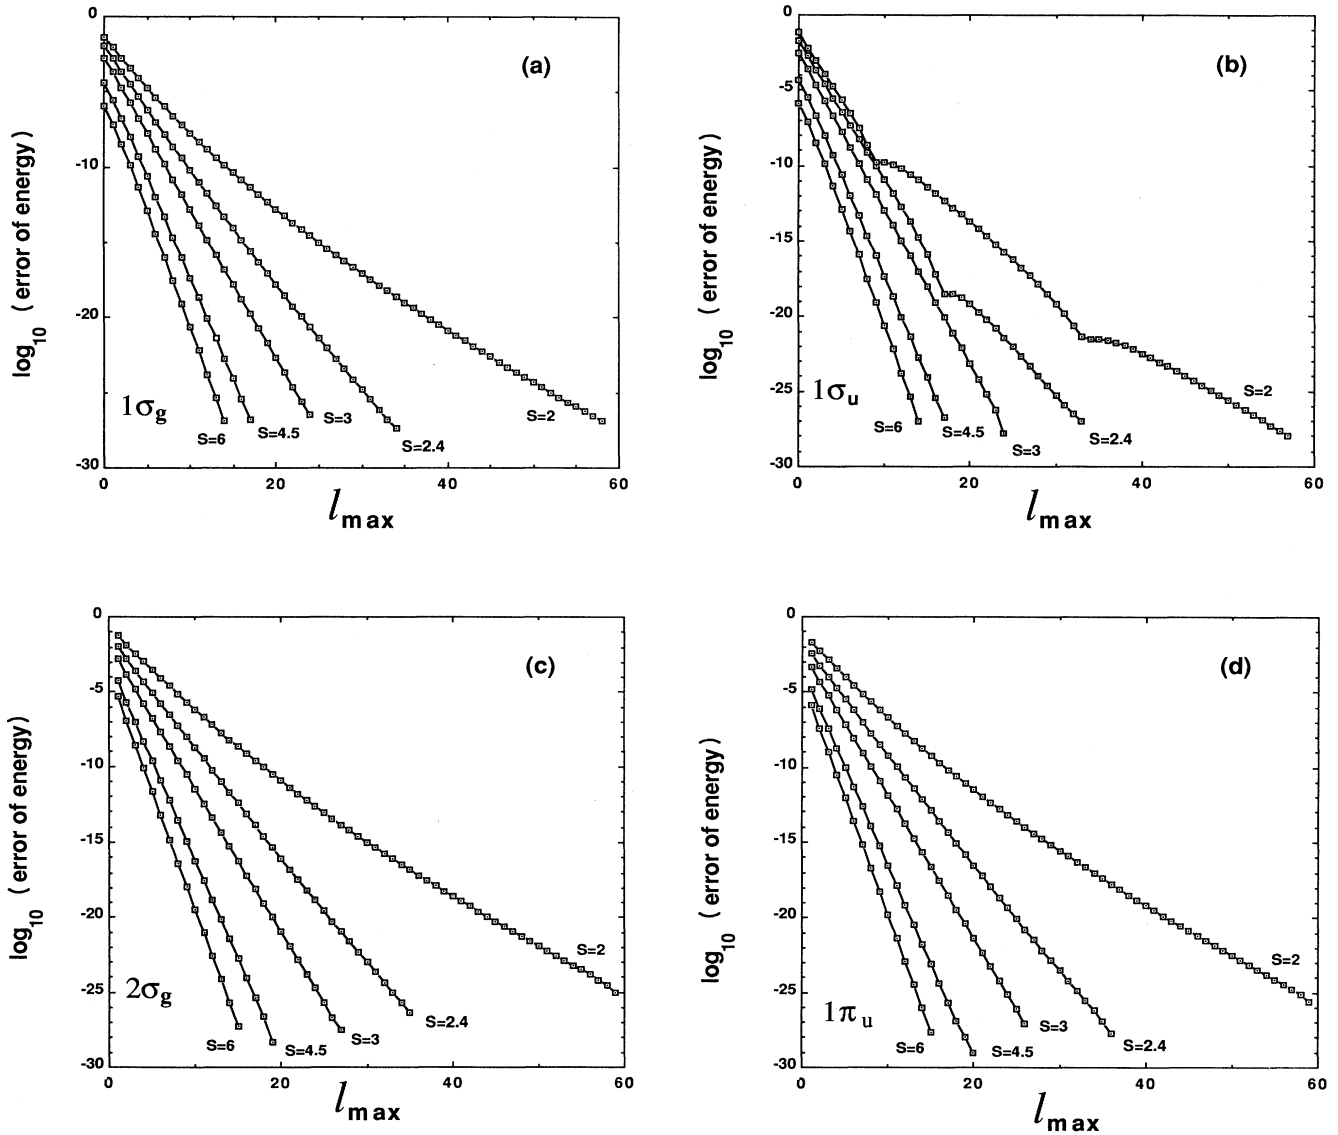 0
-10
-20
-30
0
20
40
60
log10 ( error of energy )
lmax
(a)
1σg
S=6
S=4.5
S=3
S=2.4
S=2
0
-5
-10
-15
-20
-25
-30
0
20
40
60
log10 ( error of energy )
lmax
(b)
1σu
S=6
S=4.5
S=3
S=2.4
S=2
0
-5
-10
-15
-20
-25
-30
0
20
40
60
log10 ( error of energy )
lmax
(c)
2σg
S=6
S=4.5
S=3
S=2.4
S=2
0
-5
-10
-15
-20
-25
-30
0
20
40
60
log10 ( error of energy )
lmax
(d)
1πu
S=6
S=4.5
S=3
S=2.4
S=2